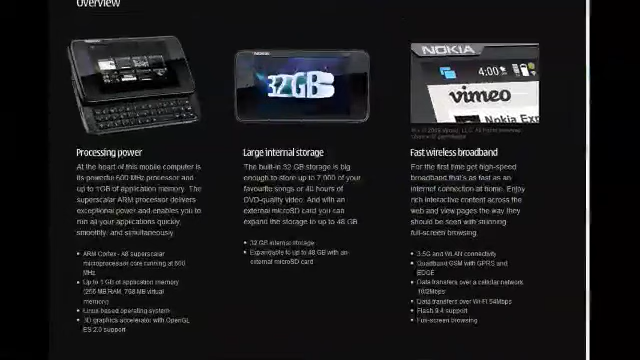 Overview
NOKIA
32GB
NOKIA
4:00
vimeo
Nokia
Processing power
At the heart of this mobile computer is
its powerful 600 MHz processor and
up to 1GB of application memory. The
superscalar ARM processor delivers
exceptional power and enables you to
run all your applications quickly,
smoothly, and simultaneously.
• ARM Cortex - A8 superscalar
microprocessor core running at 600
MHz
• Up to 1 GB of application memory
(256 MB RAM, 768 MB virtual
memory)
• Linux based operating system
• 3D graphics accelerator with OpenGL
ES 2.0 support
Large internal storage
The built-in 32 GB storage is big
enough to store up to 7 000 of your
favourite songs or 40 hours of
DVD-quality video. And with an
external microSD card you can
expand the storage to up to 48 GB
• 32 GB internal storage
• Expandable to up to 48 GB with an
external microSD card
Fast wireless broadband
For the first time get high-speed
broadband that's as fast as an
internet connection at home. Enjoy
rich interactive content across the
web and view pages the way they
should be seen with stunning
full-screen browsing.
• 3.5G and WLAN connectivity
• Quadband GSM with GPRS and
EDGE
• Data transfers over a cellular network
10/2Mbps
• Data transfers over Wi-Fi 54Mbps
• Flash 9.4 support
• Full-screen browsing